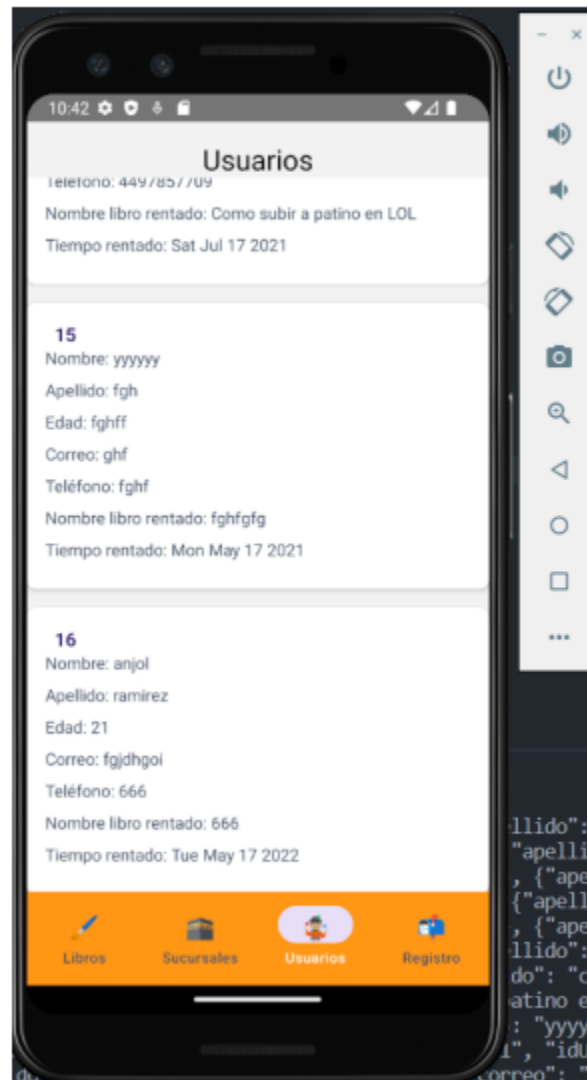 10:42
Usuarios
Teléfono: 4497857709
Nombre libro rentado: Como subir a patino en LOL
Tiempo rentado: Sat Jul 17 2021
15
Nombre: yyyyyy
Apellido: fgh
Edad: fghff
Correo: ghf
Teléfono: fghf
Nombre libro rentado: fghfgfg
Tiempo rentado: Mon May 17 2021
16
Nombre: anjol
Apellido: ramirez
Edad: 21
Correo: fgjdhgoi
Teléfono: 666
Nombre libro rentado: 666
Tiempo rentado: Tue May 17 2022
Libros Sucursales Usuarios Registro
llido":
"apelli
, {"ape
{"apell
, {"ape
llido":
do": "c
patino e
: "yyyy
1", "idU
orreo": "